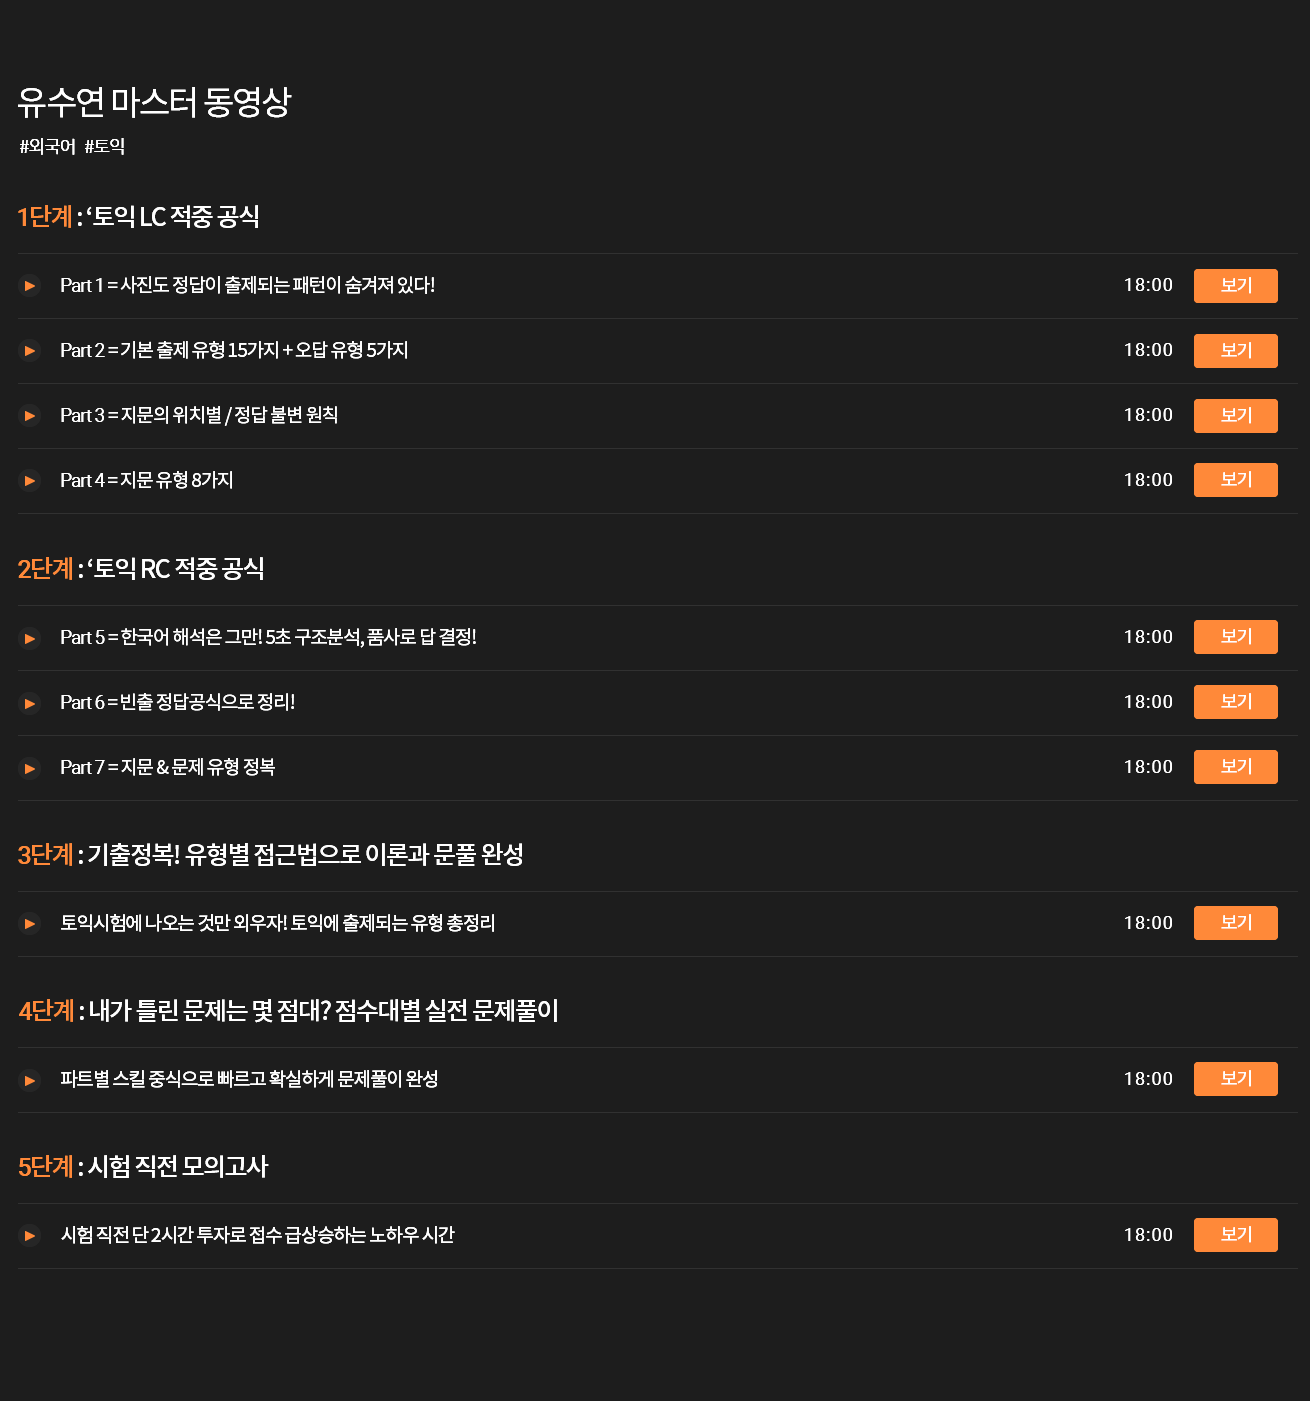 유수연 마스터 동영상
#외국어 #토익
1단계 : ‘토익 LC 적중 공식
Part 1 = 사진도 정답이 출제되는 패턴이 숨겨져 있다! 18:00 보기
Part 2 = 기본 출제 유형 15가지 + 오답 유형 5가지 18:00 보기
Part 3 = 지문의 위치별 / 정답 불변 원칙 18:00 보기
Part 4 = 지문 유형 8가지 18:00 보기
2단계 : ‘토익 RC 적중 공식
Part 5 = 한국어 해석은 그만! 5초 구조분석, 품사로 답 결정! 18:00 보기
Part 6 = 빈출 정답공식으로 정리! 18:00 보기
Part 7 = 지문 & 문제 유형 정복 18:00 보기
3단계 : 기출정복! 유형별 접근법으로 이론과 문풀 완성
토익시험에 나오는 것만 외우자! 토익에 출제되는 유형 총정리 18:00 보기
4단계 : 내가 틀린 문제는 몇 점대? 점수대별 실전 문제풀이
파트별 스킬 중식으로 빠르고 확실하게 문제풀이 완성 18:00 보기
5단계 : 시험 직전 모의고사
시험 직전 단 2시간 투자로 접수 급상승하는 노하우 시간 18:00 보기